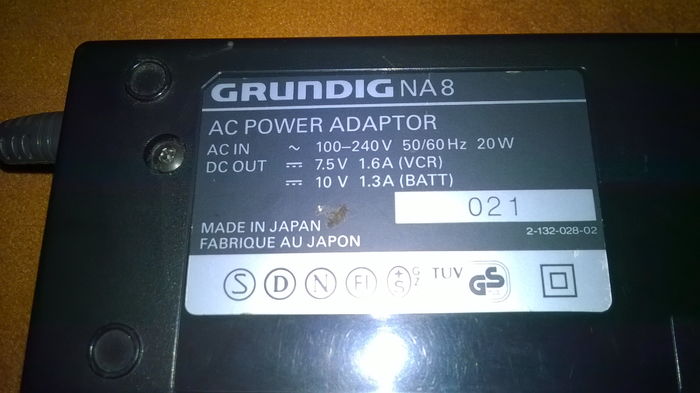 GRUNDIG NA8
AC POWER ADAPTOR
AC IN ~ 100–240V 50/60Hz 20W
DC OUT ⎓ 7.5V 1.6A (VCR)
⎓ 10 V 1.3A (BATT)
021
MADE IN JAPAN
2-132-028-02
FABRIQUE AU JAPON
S D N FI +S G Z TUV GS